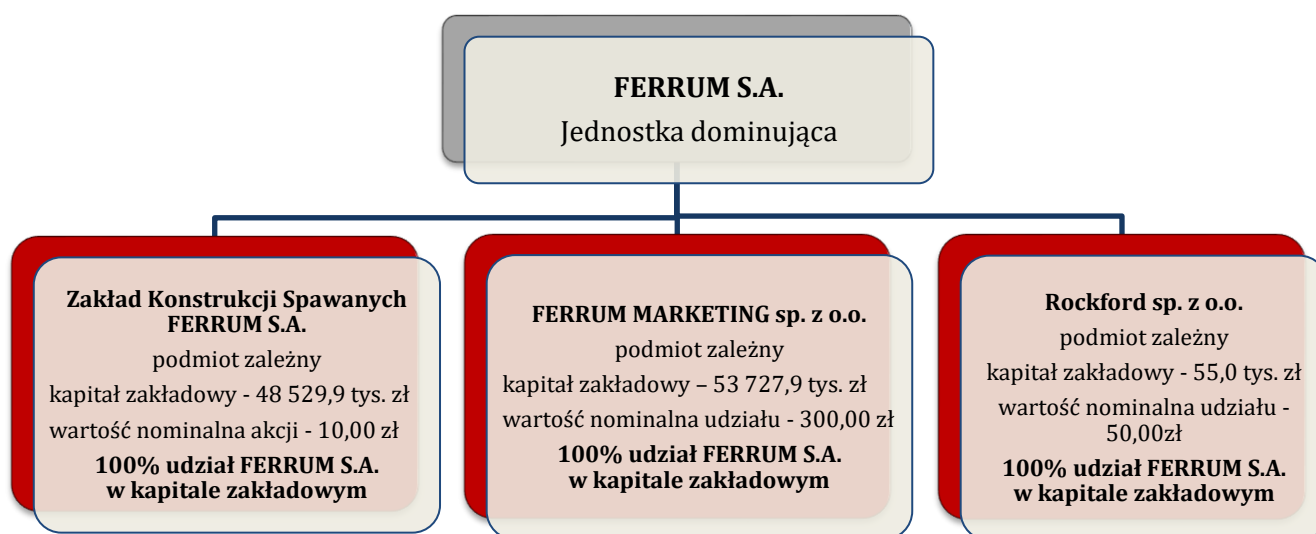 FERRUM S.A.
Jednostka dominująca
Zakład Konstrukcji Spawanych
FERRUM S.A.
podmiot zależny
kapitał zakładowy - 48 529,9 tys. zł
wartość nominalna akcji - 10,00 zł
100% udział FERRUM S.A.
w kapitale zakładowym
FERRUM MARKETING sp. z o.o.
podmiot zależny
kapitał zakładowy – 53 727,9 tys. zł
wartość nominalna udziału - 300,00 zł
100% udział FERRUM S.A.
w kapitale zakładowym
Rockford sp. z o.o.
podmiot zależny
kapitał zakładowy - 55,0 tys. zł
wartość nominalna udziału -
50,00zł
100% udział FERRUM S.A.
w kapitale zakładowym